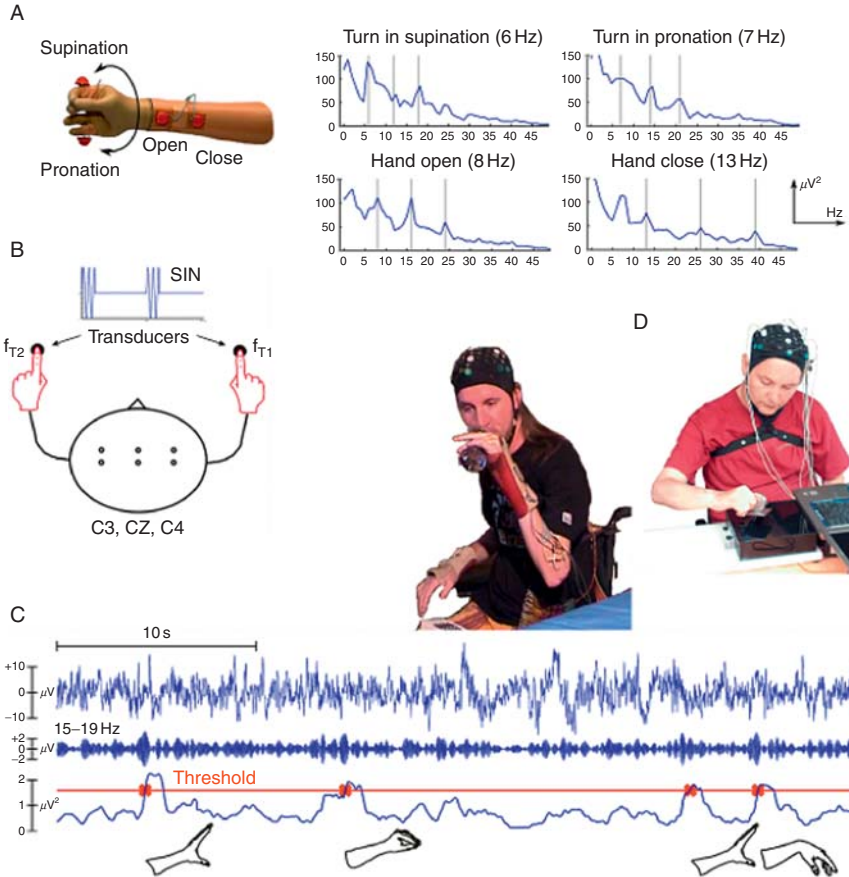 A
Supination
Pronation
Open
Close
Turn in supination (6 Hz)
150
100
50
0
0 5 10 15 20 25 30 35 40 45
Turn in pronation (7 Hz)
150
100
50
0
0 5 10 15 20 25 30 35 40 45
Hand open (8 Hz)
150
100
50
0
0 5 10 15 20 25 30 35 40 45
Hand close (13 Hz)
150
100
50
0
0 5 10 15 20 25 30 35 40 45
μV²
Hz
B
SIN
Transducers
fT2
fT1
C3, CZ, C4
D
C
10 s
+10
0
−10
μV
15–19 Hz
+2
0
−2
μV
Threshold
2
1
0
μV²